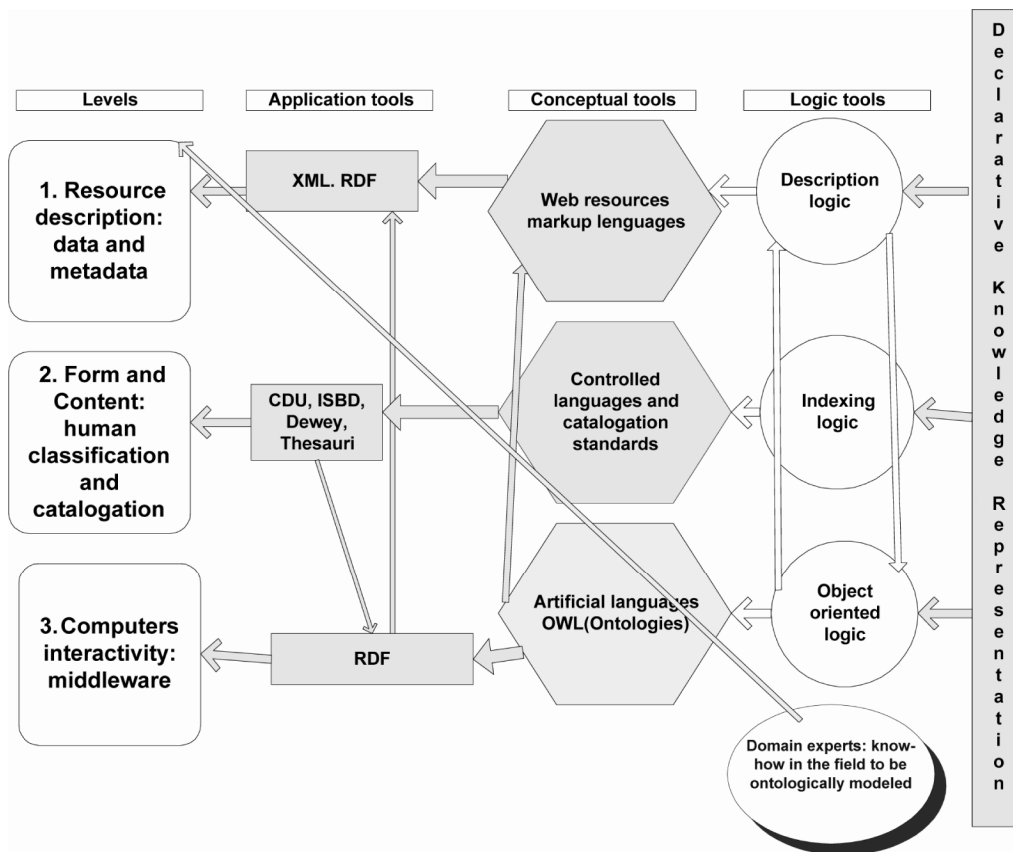 Levels
Application tools
Conceptual tools
Logic tools
1. Resource
description:
data and
metadata
XML. RDF
Web resources
markup lenguages
Description
logic
2. Form and
Content:
human
classification
and
catalogation
CDU, ISBD,
Dewey,
Thesauri
Controlled
languages and
catalogation
standards
Indexing
logic
3. Computers
interactivity:
middleware
RDF
Artificial languages
OWL(Ontologies)
Object
oriented
logic
Domain experts: know-
how in the field to be
ontologically modeled
Declarative Knowledge Representation